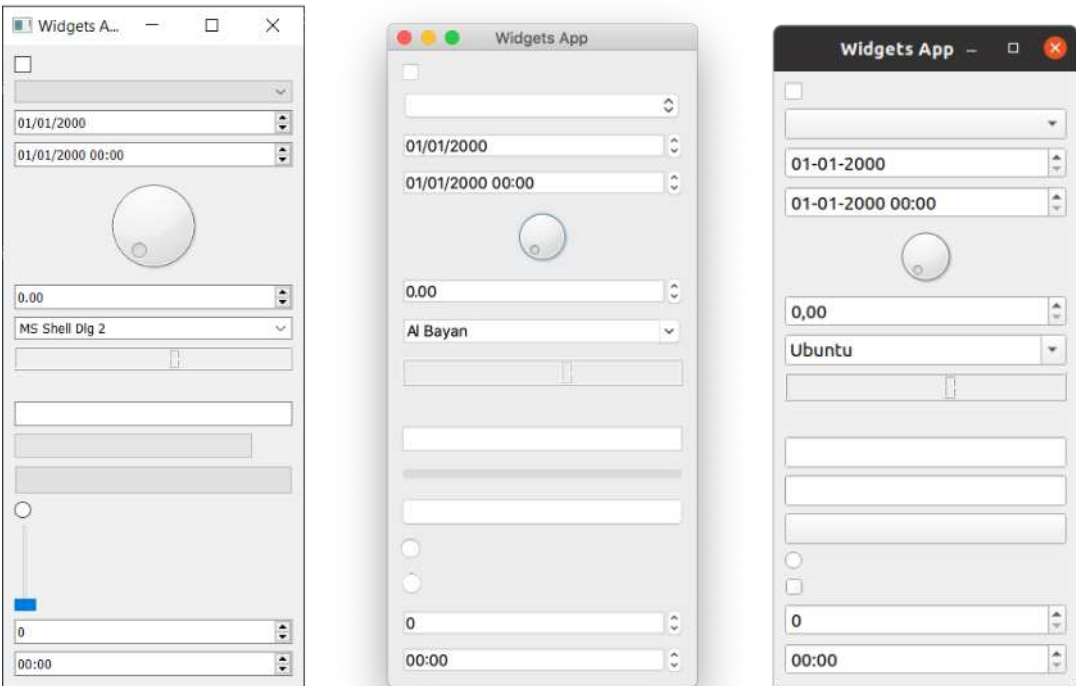 Widgets A...
01/01/2000
01/01/2000 00:00
0.00
MS Shell Dlg 2
0
00:00
Widgets App
01/01/2000
01/01/2000 00:00
0.00
Al Bayan
0
00:00
Widgets App
01-01-2000
01-01-2000 00:00
0,00
Ubuntu
0
00:00